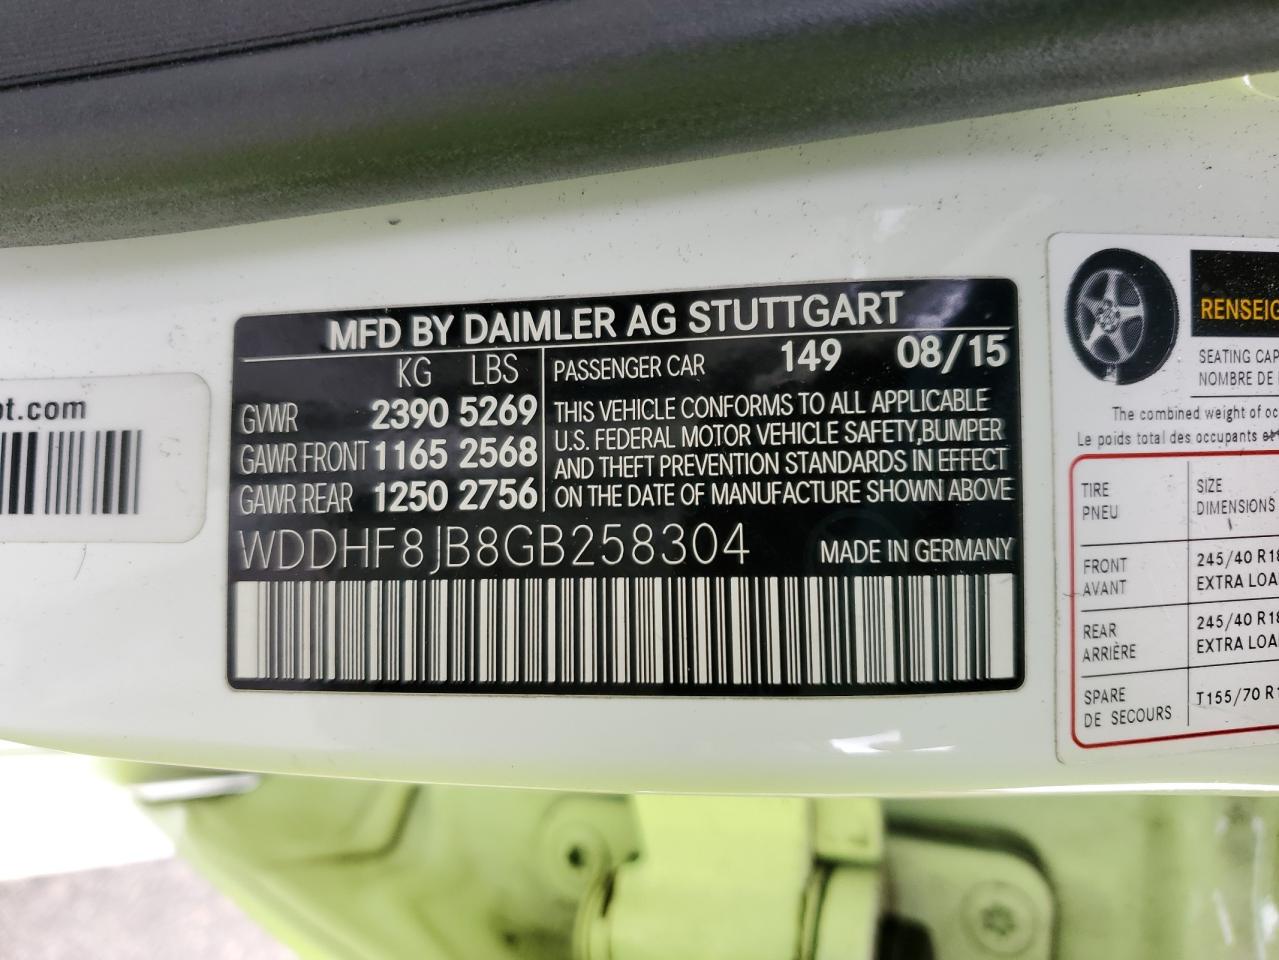 ot.com
MFD BY DAIMLER AG STUTTGART
KG LBS
GVWR 2390 5269
GAWR FRONT 1165 2568
GAWR REAR 1250 2756
PASSENGER CAR 149 08/15
THIS VEHICLE CONFORMS TO ALL APPLICABLE
U.S. FEDERAL MOTOR VEHICLE SAFETY,BUMPER
AND THEFT PREVENTION STANDARDS IN EFFECT
ON THE DATE OF MANUFACTURE SHOWN ABOVE
WDDHF8JB8GB258304 MADE IN GERMANY
RENSEIG
SEATING CAP
NOMBRE DE
The combined weight of oc
Le poids total des occupants et
TIRE SIZE
PNEU DIMENSIONS
FRONT 245/40 R18
AVANT EXTRA LOA
REAR 245/40 R18
ARRIÈRE EXTRA LOA
SPARE T155/70 R1
DE SECOURS